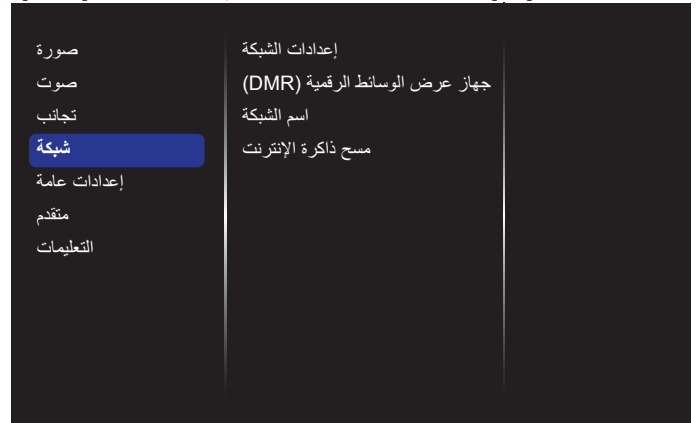 صورة
صوت
تجانب
شبكة
إعدادات عامة
متقدم
التعليمات
إعدادات الشبكة
جهاز عرض الوسائط الرقمية (DMR)
اسم الشبكة
مسح ذاكرة الإنترنت